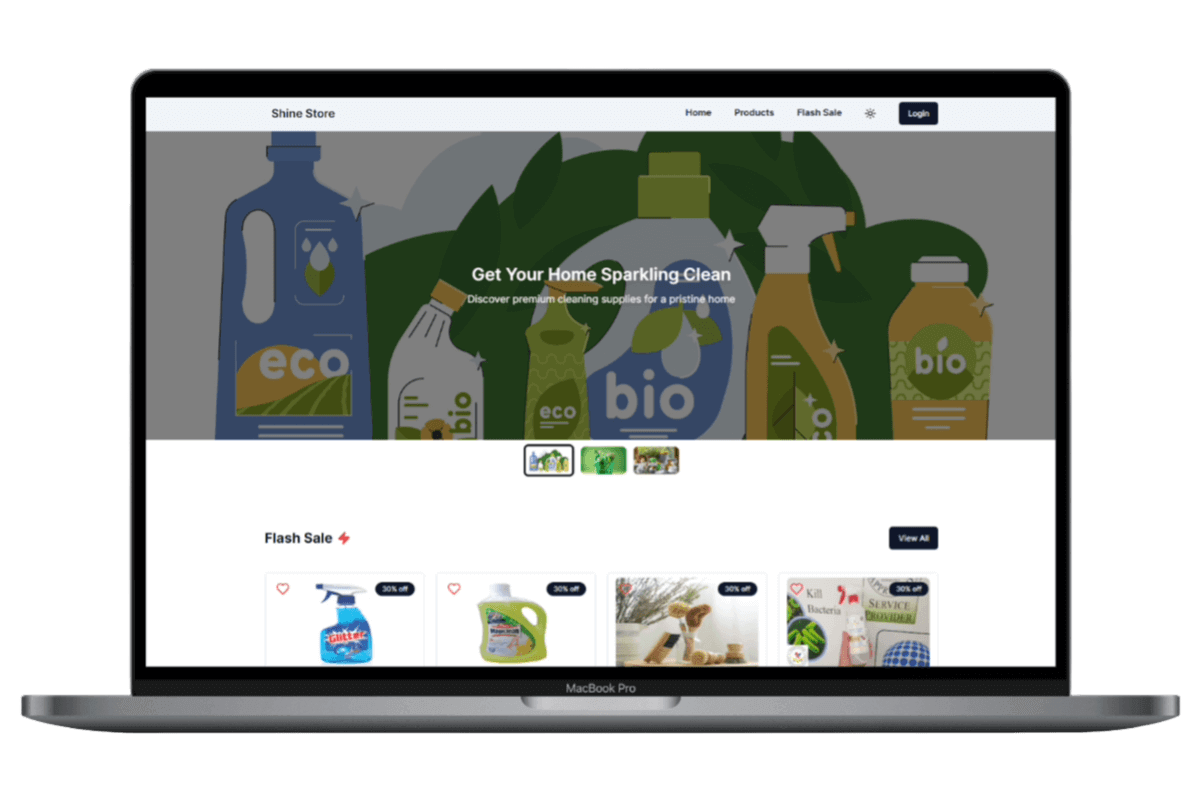 Shine Store
Home Products Flash Sale Login
Get Your Home Sparkling Clean
Discover premium cleaning supplies for a pristine home
eco
bio
eco
bio
eco
bio
Flash Sale
View All
30% off
30% off
30% off
30% off
Glitter
Kill
Bacteria
SERVICE
PROVIDER
MacBook Pro